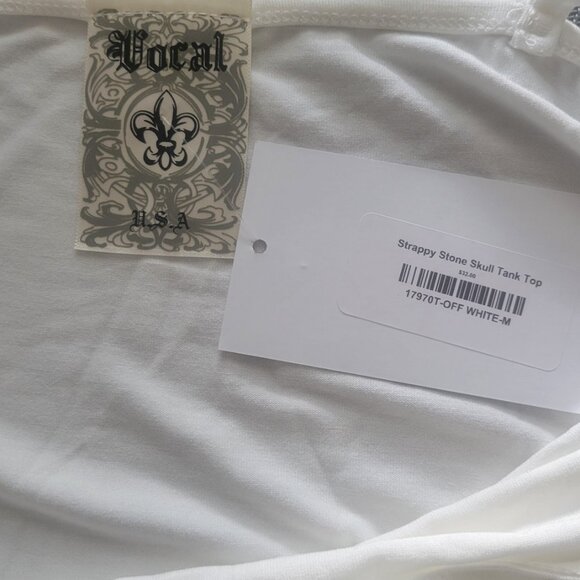 Vocal
U.S.A
Strappy Stone Skull Tank Top
$32.00
17970T-OFF WHITE-M